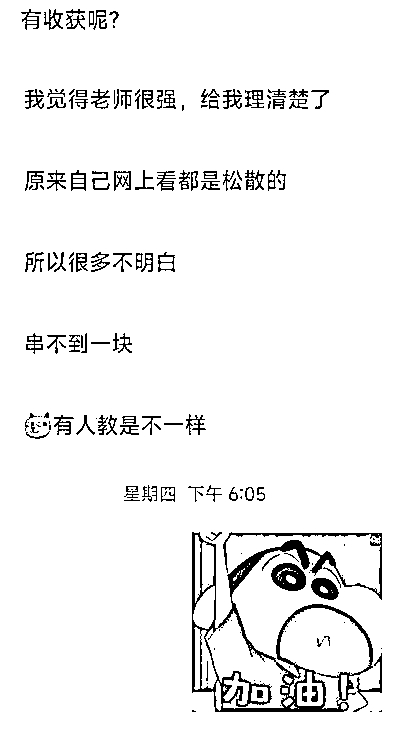 有收获呢?
我觉得老师很强，给我理清楚了
原来自己网上看都是松散的
所以很多不明白
串不到一块
有人教是不一样
星期四 下午 6:05
加油！